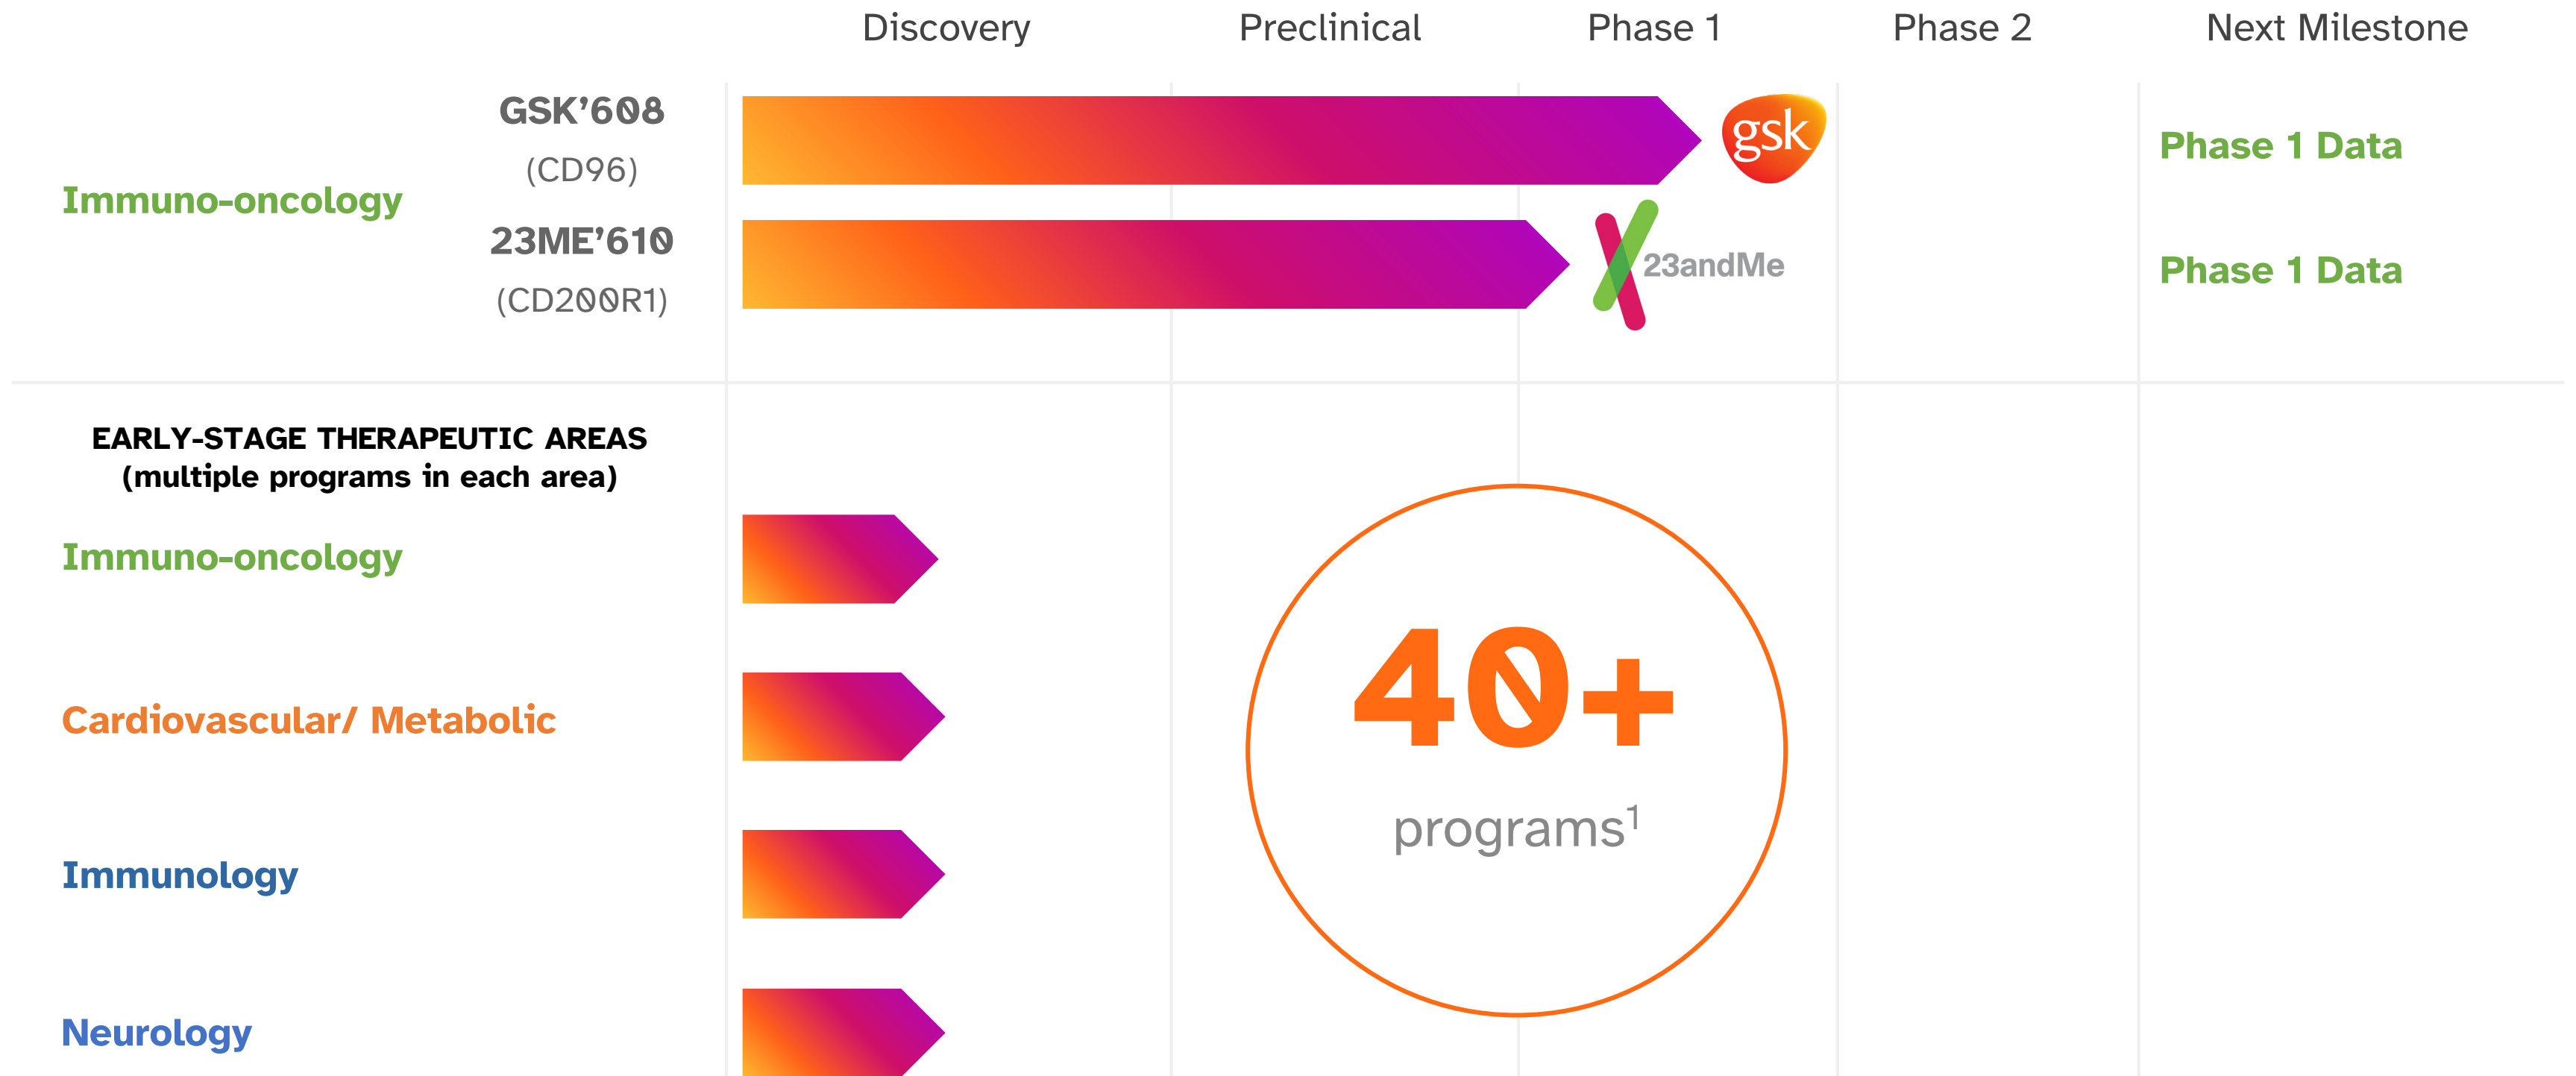 Discovery Preclinical Phase 1 Phase 2 Next Milestone
GSK’608
(CD96)
gsk
Phase 1 Data
Immuno-oncology
23ME’610
(CD200R1)
23andMe
Phase 1 Data
EARLY-STAGE THERAPEUTIC AREAS
(multiple programs in each area)
Immuno-oncology
Cardiovascular/ Metabolic
Immunology
Neurology
40+
programs¹